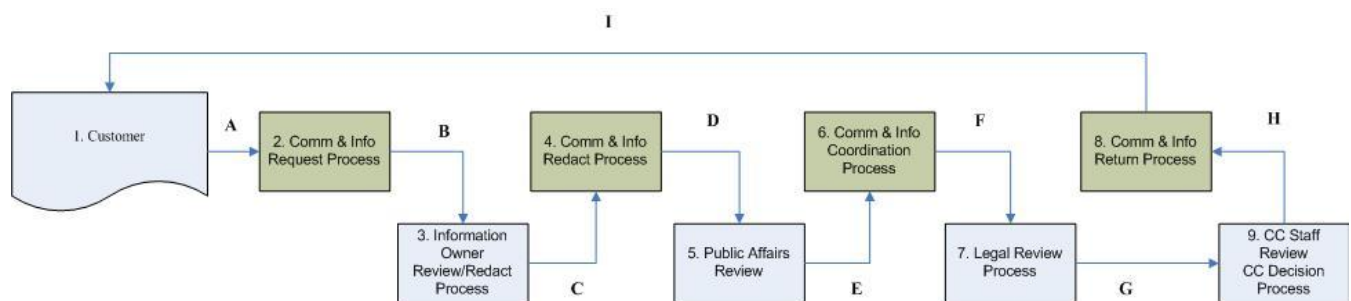 I
1. Customer
A
2. Comm & Info
Request Process
B
3. Information
Owner
Review/Redact
Process
C
4. Comm & Info
Redact Process
D
5. Public Affairs
Review
E
6. Comm & Info
Coordination
Process
F
7. Legal Review
Process
G
9. CC Staff
Review
CC Decision
Process
H
8. Comm & Info
Return Process